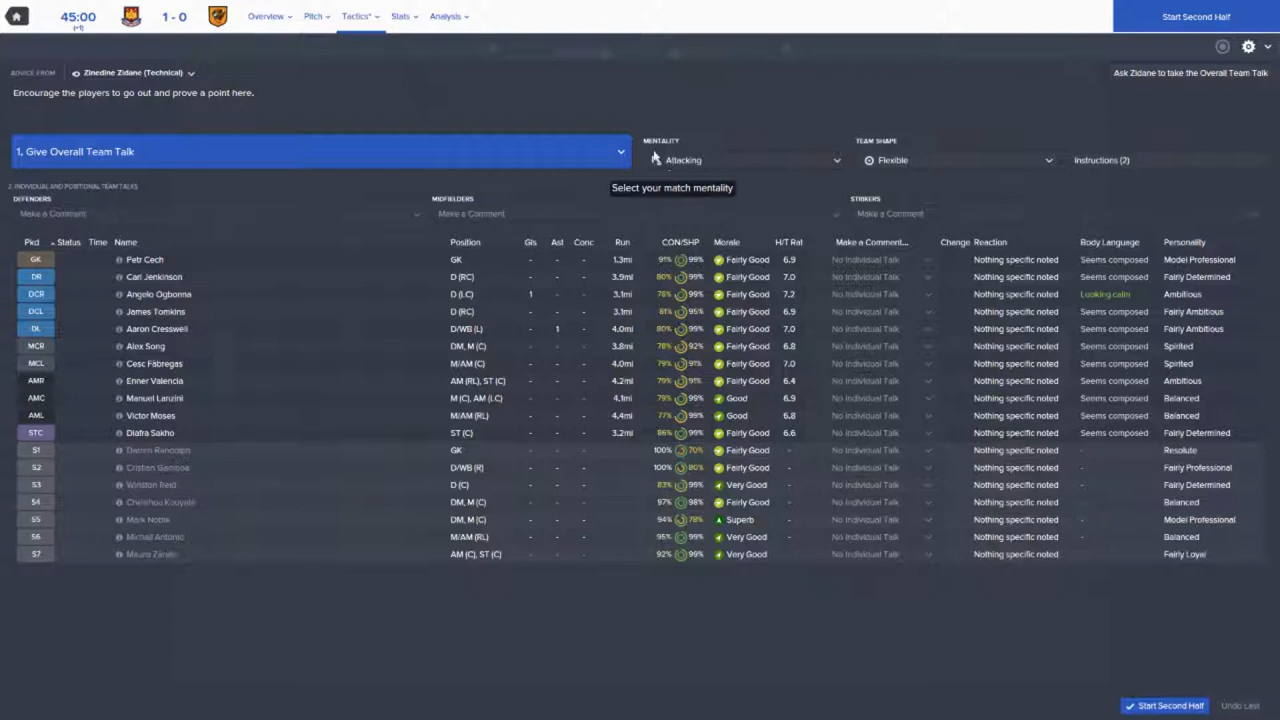 45:00 1 - 0 Overview Pitch Tactics* Stats Analysis Start Second Half
(+1)
ADVICE FROM Zinedine Zidane (Technical) Ask Zidane to take the Overall Team Talk
Encourage the players to go out and prove a point here.
MENTALITY TEAM SHAPE
1. Give Overall Team Talk Attacking Flexible Instructions (2)
2. INDIVIDUAL AND POSITIONAL TEAM TALKS Select your match mentality
DEFENDERS MIDFIELDERS STRIKERS
Make a Comment Make a Comment Make a Comment
Pkd Status Time Name Position Gls Ast Conc Run CON/SHP Morale H/T Rat Make a Comment... Change Reaction Body Language Personality
GK Petr Cech GK - - - 1.3mi 91% 99% Fairly Good 6.9 No Individual Talk Nothing specific noted Seems composed Model Professional
DR Carl Jenkinson D (RC) - - - 3.9mi 80% 99% Fairly Good 7.0 No Individual Talk Nothing specific noted Seems composed Fairly Determined
DCR Angelo Ogbonna D (LC) 1 - - 3.1mi 78% 99% Fairly Good 7.2 No Individual Talk Nothing specific noted Looking calm Ambitious
DCL James Tomkins D (RC) - - - 3.1mi 81% 95% Fairly Good 6.9 No Individual Talk Nothing specific noted Seems composed Fairly Ambitious
DL Aaron Cresswell D/WB (L) - 1 - 4.0mi 80% 99% Fairly Good 7.0 No Individual Talk Nothing specific noted Seems composed Fairly Ambitious
MCR Alex Song DM, M (C) - - - 3.8mi 78% 92% Fairly Good 6.8 No Individual Talk Nothing specific noted Seems composed Spirited
MCL Cesc Fàbregas M/AM (C) - - - 4.0mi 79% 91% Fairly Good 7.0 No Individual Talk Nothing specific noted Seems composed Spirited
AMR Enner Valencia AM (RL), ST (C) - - - 4.2mi 79% 91% Fairly Good 6.4 No Individual Talk Nothing specific noted Seems composed Ambitious
AMC Manuel Lanzini M (C), AM (LC) - - - 4.1mi 79% 99% Good 6.9 No Individual Talk Nothing specific noted Seems composed Balanced
AML Victor Moses M/AM (RL) - - - 4.4mi 77% 99% Good 6.8 No Individual Talk Nothing specific noted Seems composed Balanced
STC Diafra Sakho ST (C) - - - 3.2mi 86% 99% Fairly Good 6.6 No Individual Talk Nothing specific noted Seems composed Fairly Determined
S1 Darren Randolph GK - - - 100% 70% Fairly Good - No Individual Talk Nothing specific noted - Resolute
S2 Cristian Gamboa D/WB (R) - - - 100% 80% Fairly Good - No Individual Talk Nothing specific noted - Fairly Professional
S3 Winston Reid D (C) - - - 83% 99% Very Good - No Individual Talk Nothing specific noted - Fairly Determined
S4 Cheikhou Kouyaté DM, M (C) - - - 97% 98% Fairly Good - No Individual Talk Nothing specific noted - Balanced
S5 Mark Noble DM, M (C) - - - 94% 78% Superb - No Individual Talk Nothing specific noted - Model Professional
S6 Michail Antonio M/AM (RL) - - - 95% 99% Very Good - No Individual Talk Nothing specific noted - Balanced
S7 Mauro Zárate AM (C), ST (C) - - - 92% 99% Very Good - No Individual Talk Nothing specific noted - Fairly Loyal
Start Second Half Undo Last